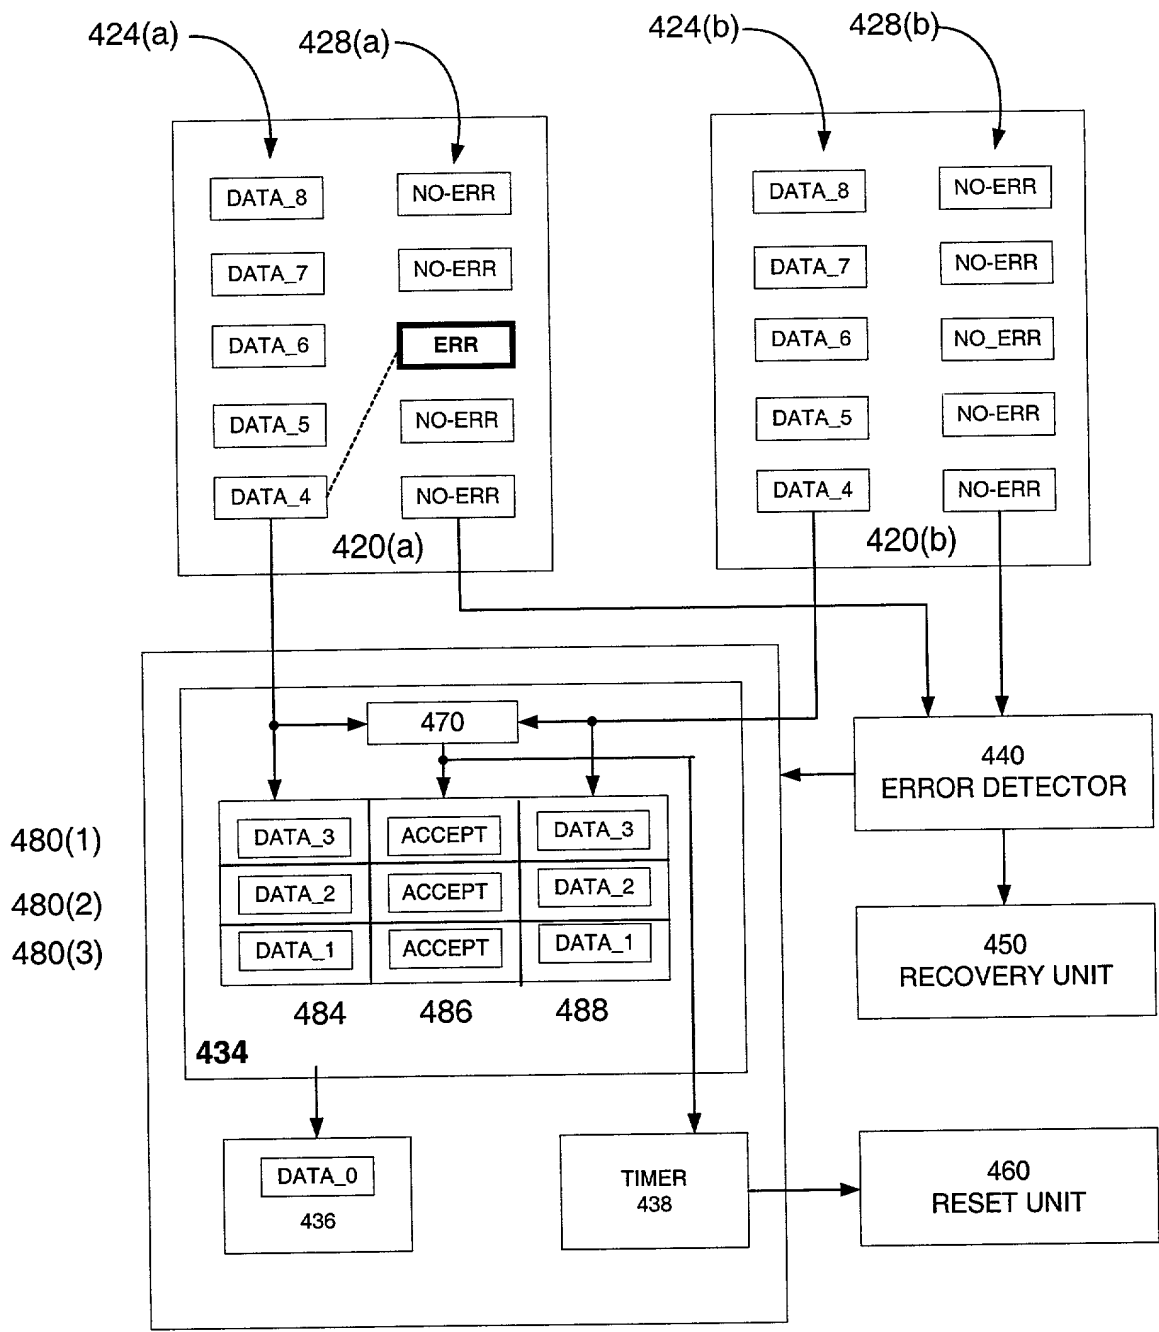 424(a)
428(a)
424(b)
428(b)
DATA_8
NO-ERR
DATA_8
NO-ERR
DATA_7
NO-ERR
DATA_7
NO-ERR
DATA_6
ERR
DATA_6
NO_ERR
DATA_5
NO-ERR
DATA_5
NO-ERR
DATA_4
NO-ERR
DATA_4
NO-ERR
420(a)
420(b)
470
440
ERROR DETECTOR
480(1)
DATA_3
ACCEPT
DATA_3
480(2)
DATA_2
ACCEPT
DATA_2
480(3)
DATA_1
ACCEPT
DATA_1
450
RECOVERY UNIT
484
486
488
434
DATA_0
436
TIMER
438
460
RESET UNIT